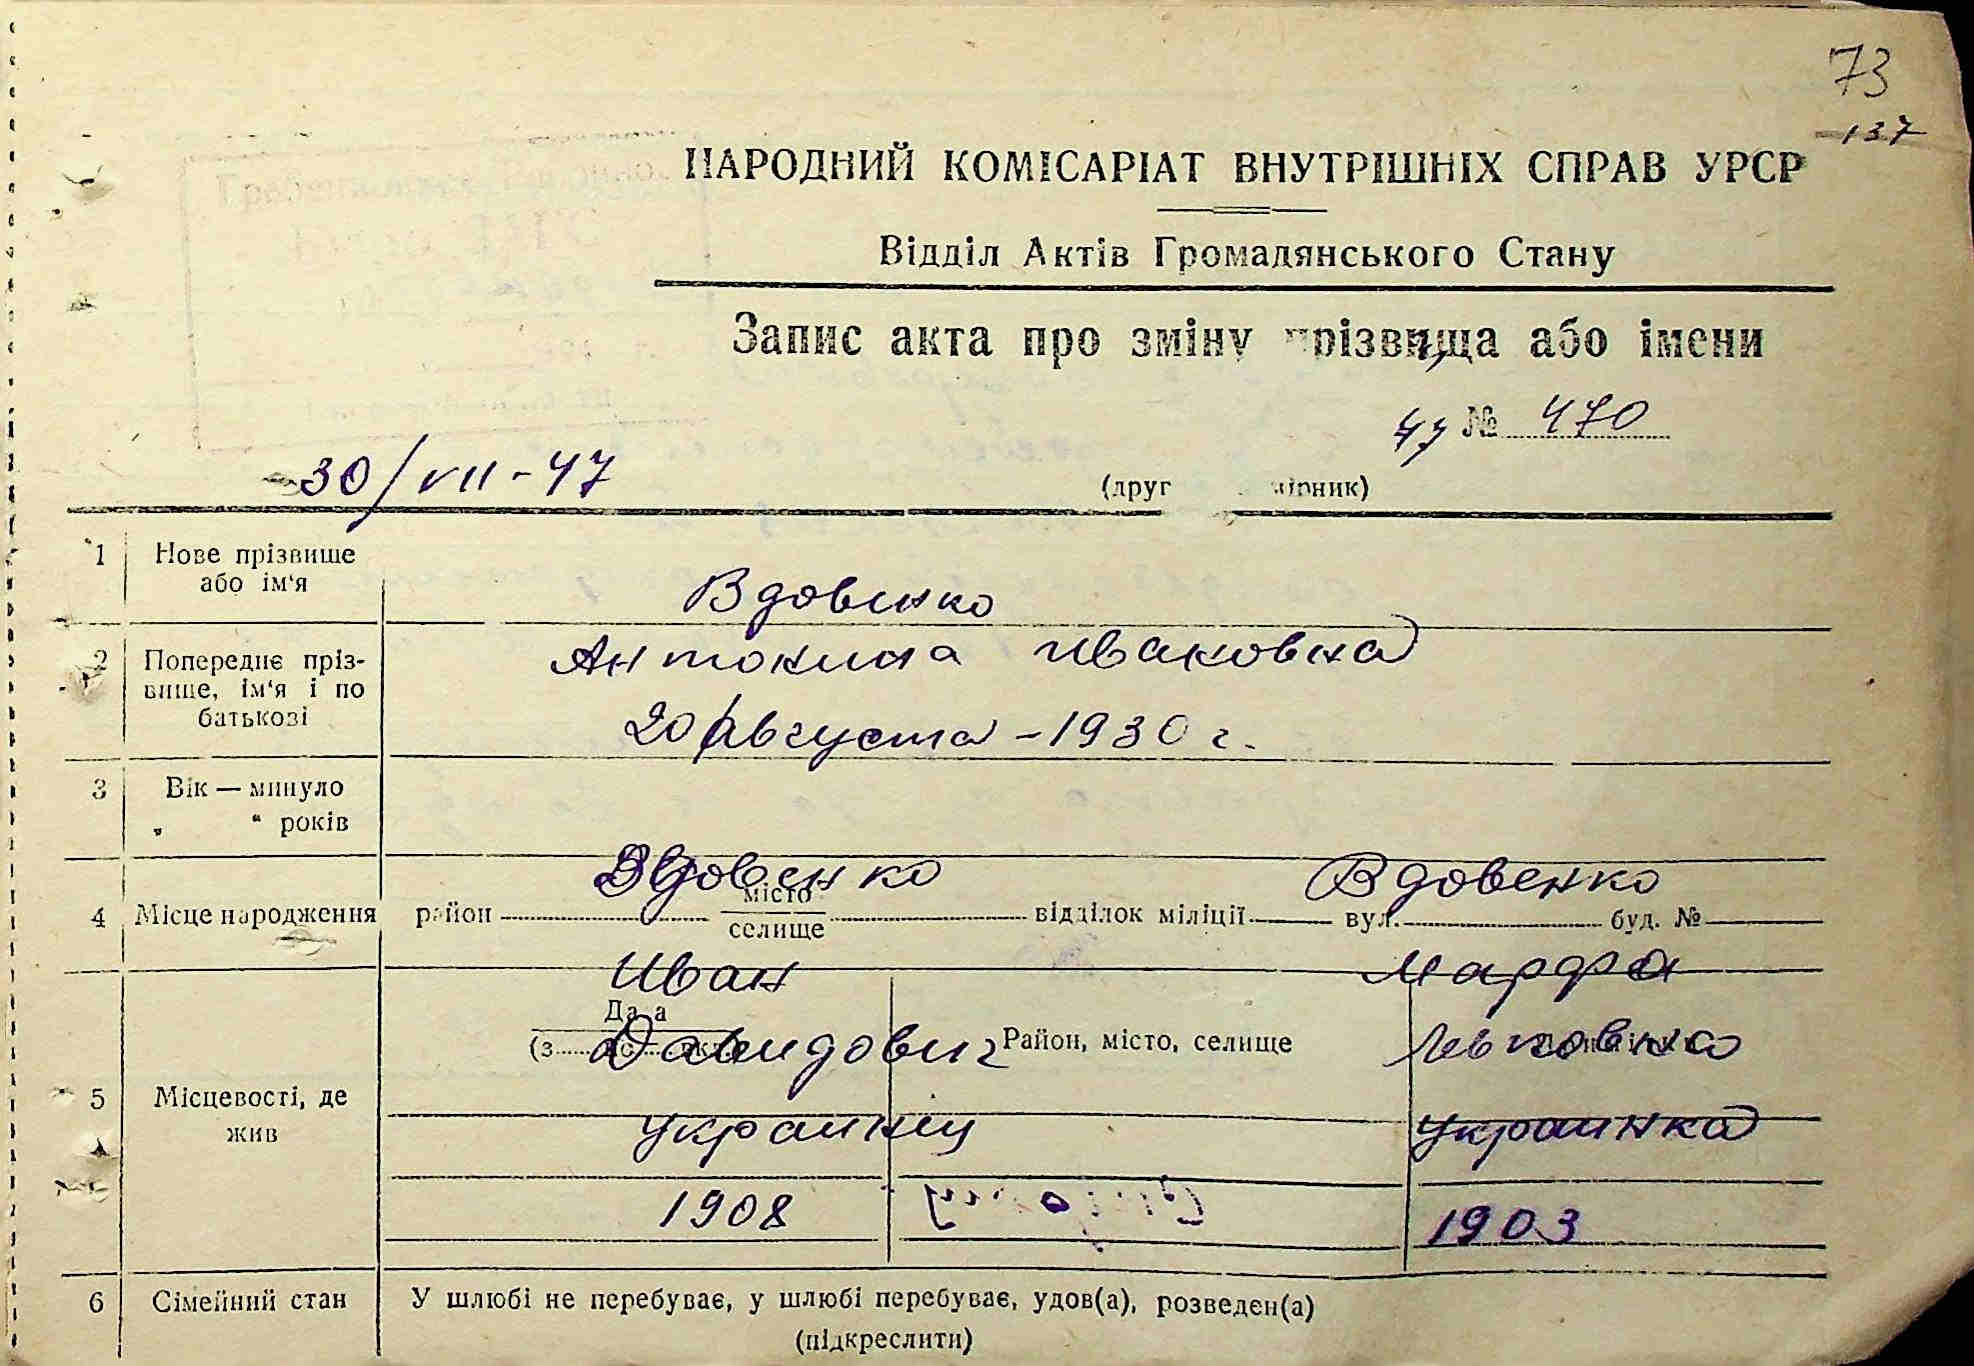 73
137
НАРОДНИЙ КОМІСАРІАТ ВНУТРІШНІХ СПРАВ УРСР
Відділ Актів Громадянського Стану
Запис акта про зміну прізвища або імени
47 № 470
30/VII-47
(друг мірник)
1 Нове прізвище або ім'я
Вдовенко
2 Попереднє пріз-
вище, ім'я і по
батькові
Антонина Ивановна
20 Августа - 1930 г.
3 Вік — минуло
„ “ років
Вдовенко Вдовенко
4 Місце народження район місто селище відділок міліції вул. буд. №
Иван Марфа
Да а
(з Район, місто, селище
Давидович Львовна
5 Місцевості, де
жив
украинец украинка
1908 1903
6 Сімейний стан У шлюбі не перебуває, у шлюбі перебуває, удов(а), розведен(а)
(підкреслити)